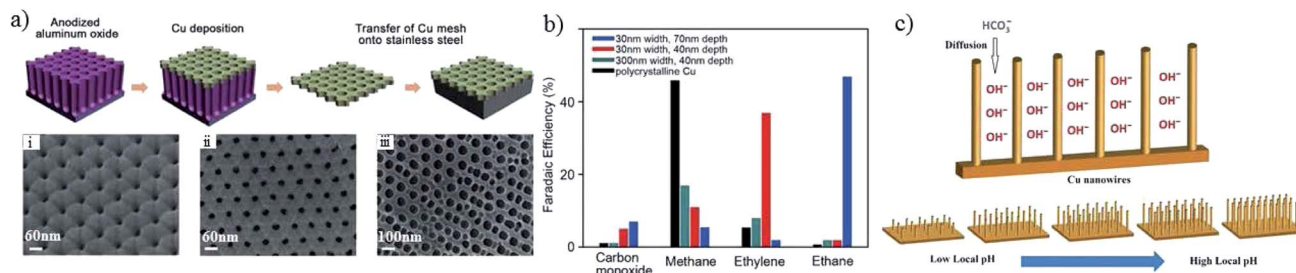 a)
Anodized
aluminum oxide
Cu deposition
Transfer of Cu mesh
onto stainless steel
i
60nm
ii
60nm
iii
100nm
b)
Faradaic Efficiency (%)
40
20
0
30nm width, 70nm depth
30nm width, 40nm depth
300nm width, 40nm depth
polycrystalline Cu
Carbon
monoxide
Methane
Ethylene
Ethane
c)
HCO₃⁻
Diffusion
OH⁻ OH⁻ OH⁻ OH⁻ OH⁻
OH⁻ OH⁻ OH⁻ OH⁻ OH⁻
OH⁻ OH⁻ OH⁻ OH⁻ OH⁻
Cu nanowires
Low Local pH
High Local pH